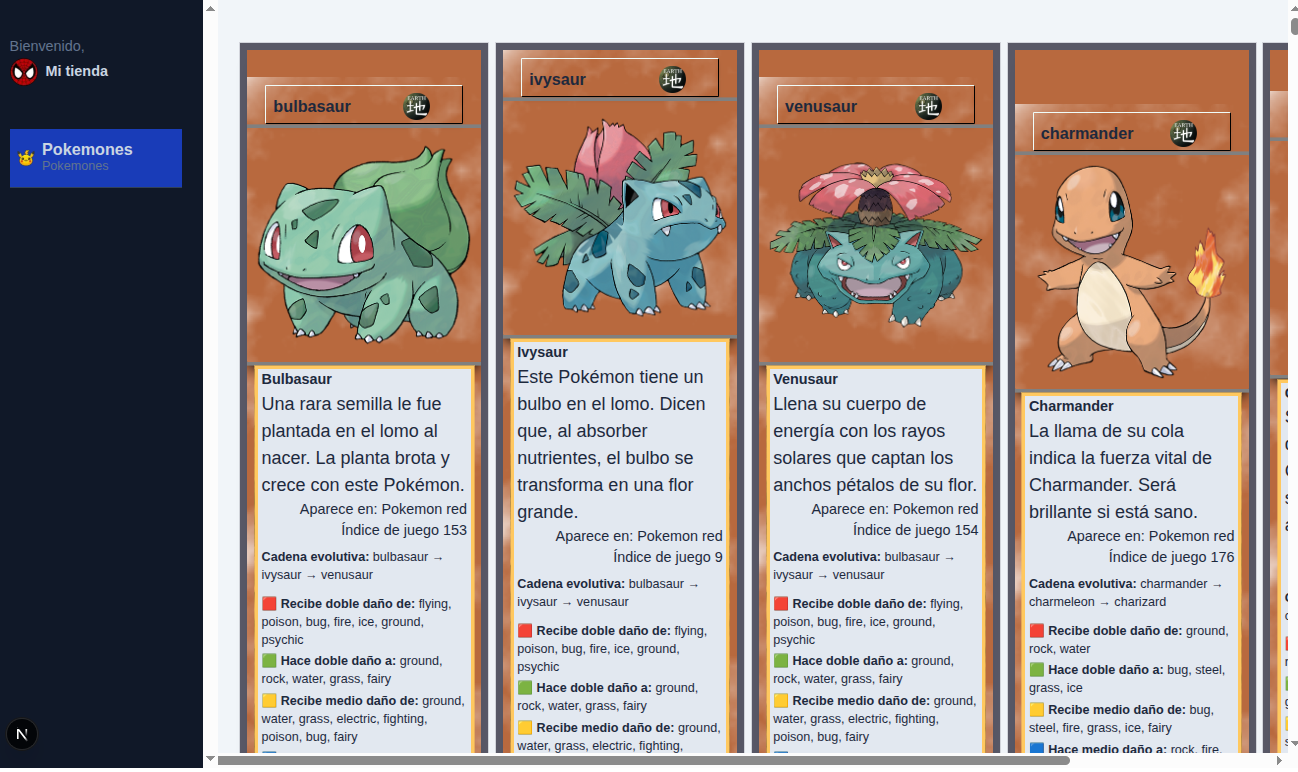 Bienvenido,
Mi tienda
Pokemones
Pokemones
N
bulbasaur
EARTH
地
Bulbasaur
Una rara semilla le fue
plantada en el lomo al
nacer. La planta brota y
crece con este Pokémon.
Aparece en: Pokemon red
Índice de juego 153
Cadena evolutiva: bulbasaur →
ivysaur → venusaur
Recibe doble daño de: flying,
poison, bug, fire, ice, ground,
psychic
Hace doble daño a: ground,
rock, water, grass, fairy
Recibe medio daño de: ground,
water, grass, electric, fighting,
poison, bug, fairy
ivysaur
EARTH
地
Ivysaur
Este Pokémon tiene un
bulbo en el lomo. Dicen
que, al absorber
nutrientes, el bulbo se
transforma en una flor
grande.
Aparece en: Pokemon red
Índice de juego 9
Cadena evolutiva: bulbasaur →
ivysaur → venusaur
Recibe doble daño de: flying,
poison, bug, fire, ice, ground,
psychic
Hace doble daño a: ground,
rock, water, grass, fairy
Recibe medio daño de: ground,
water, grass, electric, fighting,
venusaur
EARTH
地
Venusaur
Llena su cuerpo de
energía con los rayos
solares que captan los
anchos pétalos de su flor.
Aparece en: Pokemon red
Índice de juego 154
Cadena evolutiva: bulbasaur →
ivysaur → venusaur
Recibe doble daño de: flying,
poison, bug, fire, ice, ground,
psychic
Hace doble daño a: ground,
rock, water, grass, fairy
Recibe medio daño de: ground,
water, grass, electric, fighting,
poison, bug, fairy
charmander
EARTH
地
Charmander
La llama de su cola
indica la fuerza vital de
Charmander. Será
brillante si está sano.
Aparece en: Pokemon red
Índice de juego 176
Cadena evolutiva: charmander →
charmeleon → charizard
Recibe doble daño de: ground,
rock, water
Hace doble daño a: bug, steel,
grass, ice
Recibe medio daño de: bug,
steel, fire, grass, ice, fairy
Hace medio daño a: rock, fire,